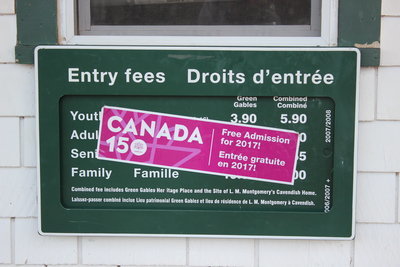 Entry fees Droits d'entrée
Green Gables Combined Combiné
Yout 3.90 5.90
Adul
Seni
Family Famille
CANADA 150
Free Admission
for 2017!
Entrée gratuite
en 2017!
Combined fee includes Green Gables Heritage Place and the Site of L. M. Montgomery's Cavendish Home.
Laissez-passer combiné inclus Lieu patrimonial Green Gables et lieu de résidence de L. M. Montgomery à Cavendish.
2007/2008
2006/2007